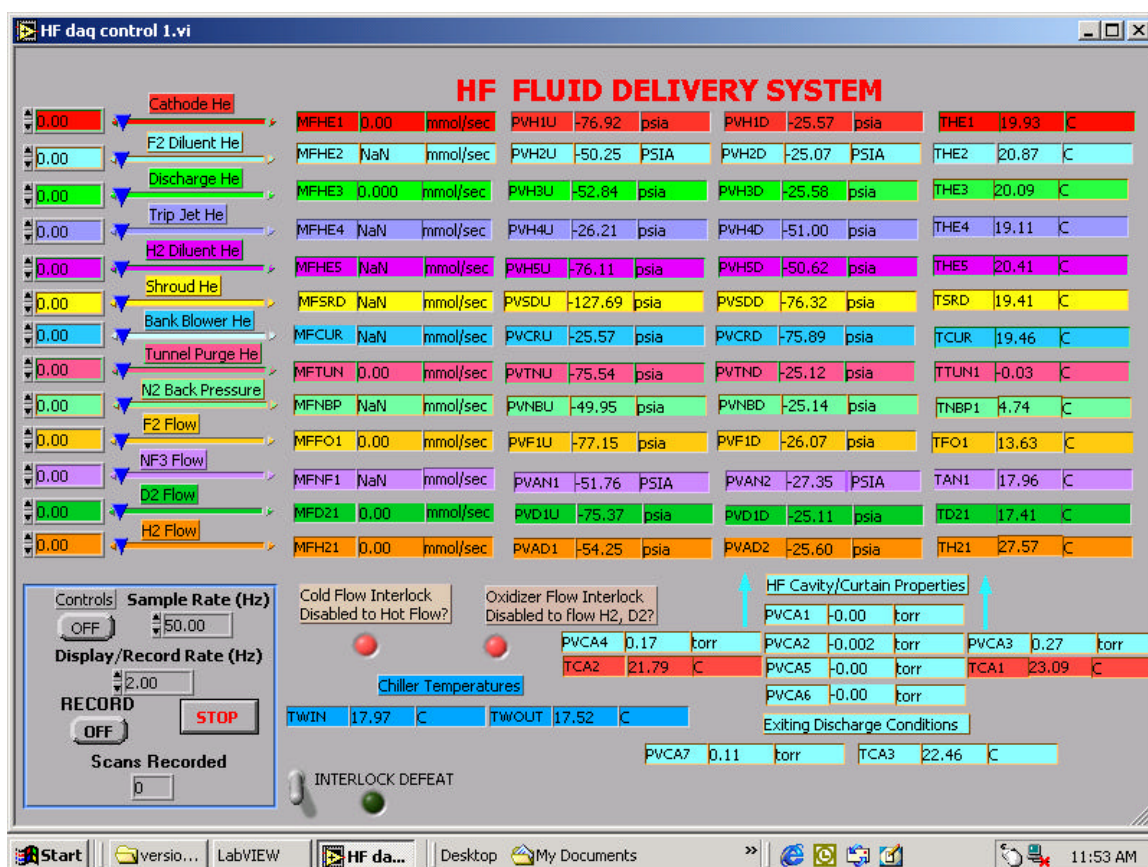 HF daq control 1.vi
HF FLUID DELIVERY SYSTEM
Cathode He
0.00 MFHE1 0.00 mmol/sec PVH1U -76.92 psia PVH1D -25.57 psia THE1 19.93 C
F2 Diluent He
0.00 MFHE2 NaN mmol/sec PVH2U -50.25 PSIA PVH2D -25.07 PSIA THE2 20.87 C
Discharge He
0.00 MFHE3 0.000 mmol/sec PVH3U -52.84 psia PVH3D -25.58 psia THE3 20.09 C
Trip Jet He
0.00 MFHE4 NaN mmol/sec PVH4U -26.21 psia PVH4D -51.00 psia THE4 19.11 C
H2 Diluent He
0.00 MFHE5 NaN mmol/sec PVH5U -76.11 psia PVH5D -50.62 psia THE5 20.41 C
Shroud He
0.00 MFSRD NaN mmol/sec PVSDU -127.69 psia PVSDD -76.32 psia TSRD 19.41 C
Bank Blower He
0.00 MFCUR NaN mmol/sec PVCRU -25.57 psia PVCRD -75.89 psia TCUR 19.46 C
Tunnel Purge He
0.00 MFTUN 0.00 mmol/sec PVTNU -75.54 psia PVTND -25.12 psia TTUN1 -0.03 C
N2 Back Pressure
0.00 MFNBP NaN mmol/sec PVNBU -49.95 psia PVNBD -25.14 psia TNBP1 4.74 C
F2 Flow
0.00 MFFO1 0.00 mmol/sec PVF1U -77.15 psia PVF1D -26.07 psia TFO1 13.63 C
NF3 Flow
0.00 MFNF1 NaN mmol/sec PVAN1 -51.76 PSIA PVAN2 -27.35 PSIA TAN1 17.96 C
D2 Flow
0.00 MFD21 0.00 mmol/sec PVD1U -75.37 psia PVD1D -25.11 psia TD21 17.41 C
H2 Flow
0.00 MFH21 0.00 mmol/sec PVAD1 -54.25 psia PVAD2 -25.60 psia TH21 27.57 C
Controls Sample Rate (Hz)
OFF 50.00
Display/Record Rate (Hz)
2.00
RECORD
OFF STOP
Scans Recorded
0
Cold Flow Interlock
Disabled to Hot Flow?
Oxidizer Flow Interlock
Disabled to flow H2, D2?
HF Cavity/Curtain Properties
PVCA1 -0.00 torr
PVCA4 0.17 torr PVCA2 -0.002 torr PVCA3 0.27 torr
TCA2 21.79 C PVCA5 -0.00 torr TCA1 23.09 C
PVCA6 -0.00 torr
Chiller Temperatures
TWIN 17.97 C TWOUT 17.52 C
Exiting Discharge Conditions
PVCA7 0.11 torr TCA3 22.46 C
INTERLOCK DEFEAT
Start versio... LabVIEW HF da... Desktop My Documents » 11:53 AM